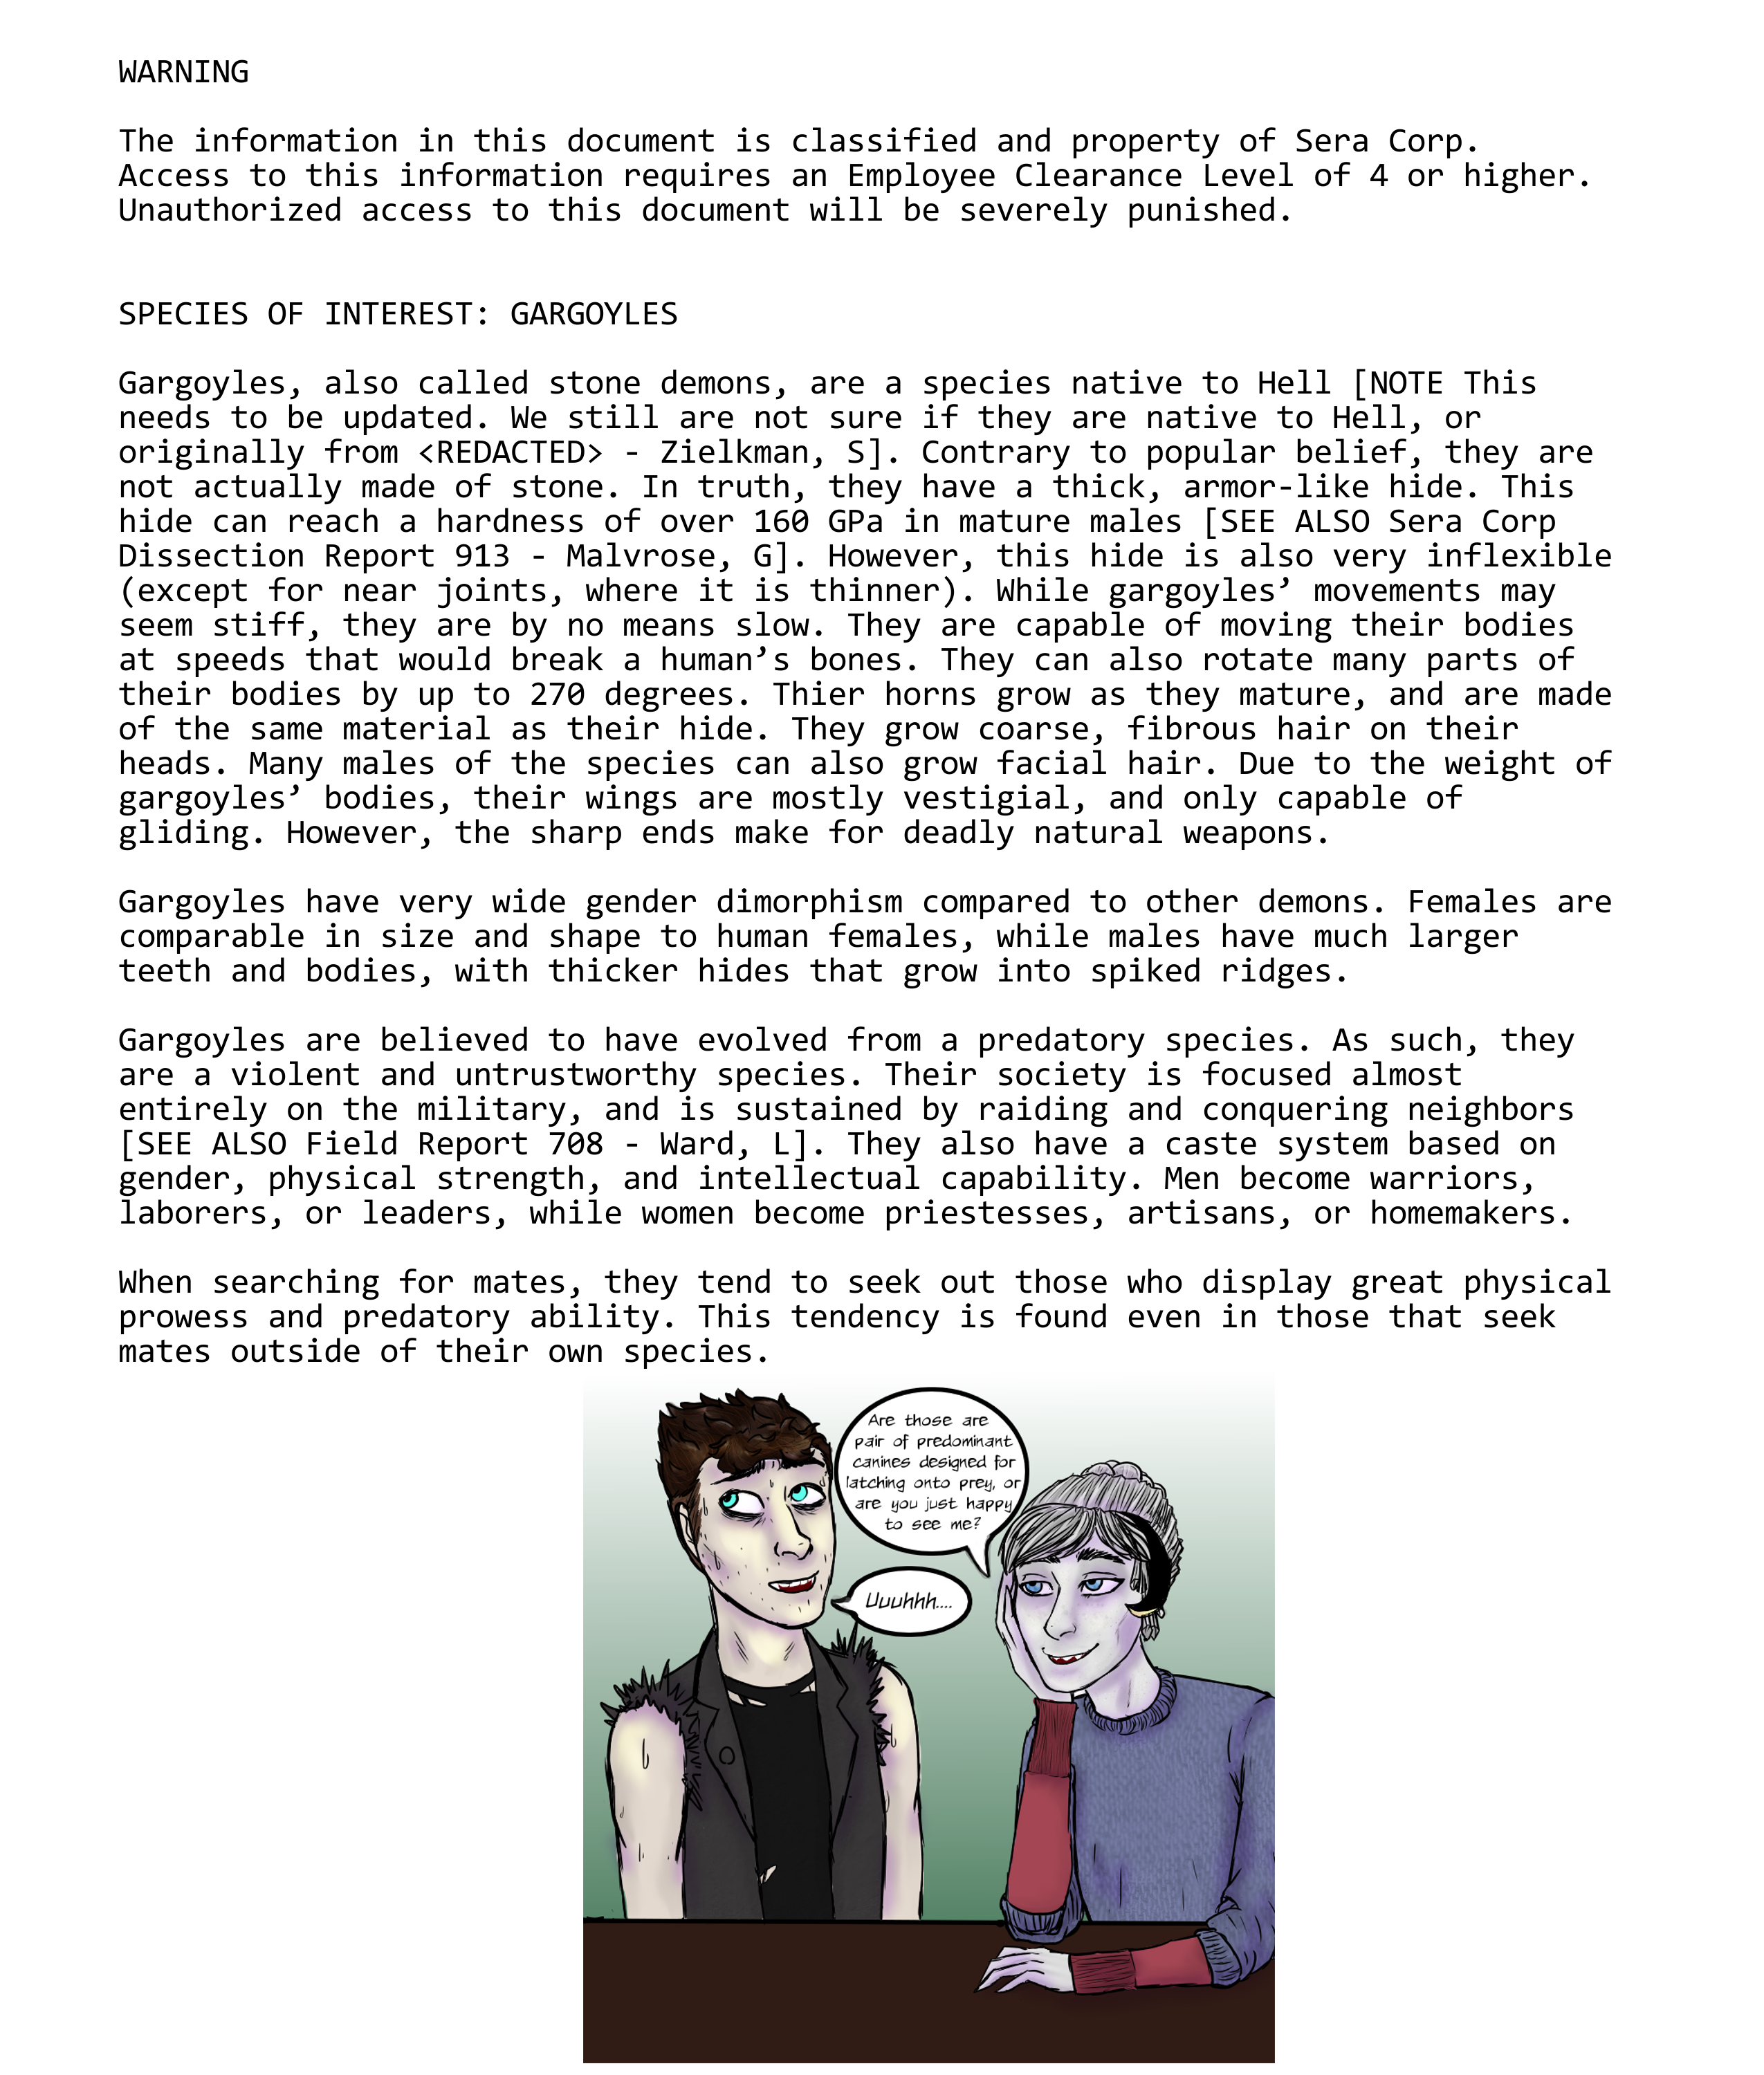 WARNING
The information in this document is classified and property of Sera Corp.
Access to this information requires an Employee Clearance Level of 4 or higher.
Unauthorized access to this document will be severely punished.
SPECIES OF INTEREST: GARGOYLES
Gargoyles, also called stone demons, are a species native to Hell [NOTE This
needs to be updated. We still are not sure if they are native to Hell, or
originally from <REDACTED> - Zielkman, S]. Contrary to popular belief, they are
not actually made of stone. In truth, they have a thick, armor-like hide. This
hide can reach a hardness of over 160 GPa in mature males [SEE ALSO Sera Corp
Dissection Report 913 - Malvrose, G]. However, this hide is also very inflexible
(except for near joints, where it is thinner). While gargoyles’ movements may
seem stiff, they are by no means slow. They are capable of moving their bodies
at speeds that would break a human’s bones. They can also rotate many parts of
their bodies by up to 270 degrees. Thier horns grow as they mature, and are made
of the same material as their hide. They grow coarse, fibrous hair on their
heads. Many males of the species can also grow facial hair. Due to the weight of
gargoyles’ bodies, their wings are mostly vestigial, and only capable of
gliding. However, the sharp ends make for deadly natural weapons.
Gargoyles have very wide gender dimorphism compared to other demons. Females are
comparable in size and shape to human females, while males have much larger
teeth and bodies, with thicker hides that grow into spiked ridges.
Gargoyles are believed to have evolved from a predatory species. As such, they
are a violent and untrustworthy species. Their society is focused almost
entirely on the military, and is sustained by raiding and conquering neighbors
[SEE ALSO Field Report 708 - Ward, L]. They also have a caste system based on
gender, physical strength, and intellectual capability. Men become warriors,
laborers, or leaders, while women become priestesses, artisans, or homemakers.
When searching for mates, they tend to seek out those who display great physical
prowess and predatory ability. This tendency is found even in those that seek
mates outside of their own species.
Are those are
pair of predominant
canines designed for
latching onto prey, or
are you just happy
to see me?
Uuuhhh....